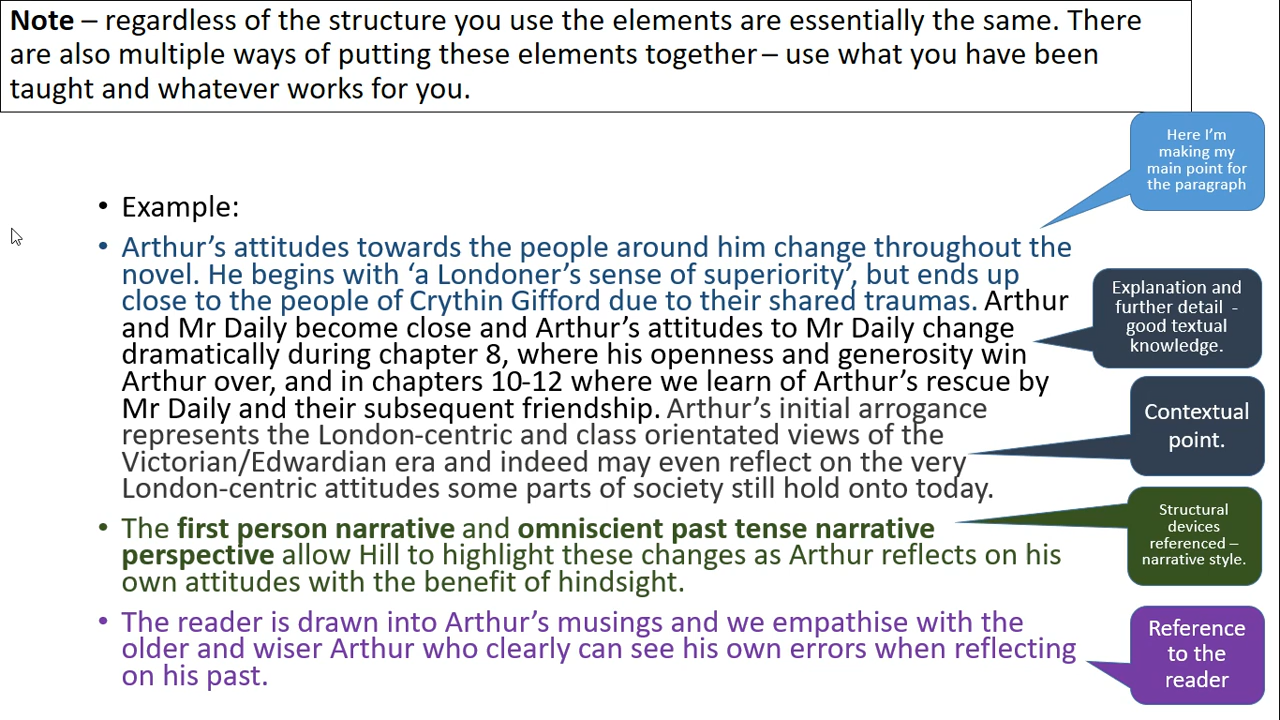 Note – regardless of the structure you use the elements are essentially the same. There
are also multiple ways of putting these elements together – use what you have been
taught and whatever works for you.
Here I'm
making my
main point for
the paragraph
• Example:
• Arthur's attitudes towards the people around him change throughout the
novel. He begins with 'a Londoner's sense of superiority', but ends up
close to the people of Crythin Gifford due to their shared traumas. Arthur
and Mr Daily become close and Arthur's attitudes to Mr Daily change
dramatically during chapter 8, where his openness and generosity win
Arthur over, and in chapters 10-12 where we learn of Arthur's rescue by
Mr Daily and their subsequent friendship. Arthur's initial arrogance
represents the London-centric and class orientated views of the
Victorian/Edwardian era and indeed may even reflect on the very
London-centric attitudes some parts of society still hold onto today.
Explanation and
further detail -
good textual
knowledge.
Contextual
point.
• The first person narrative and omniscient past tense narrative
perspective allow Hill to highlight these changes as Arthur reflects on his
own attitudes with the benefit of hindsight.
Structural
devices
referenced –
narrative style.
• The reader is drawn into Arthur's musings and we empathise with the
older and wiser Arthur who clearly can see his own errors when reflecting
on his past.
Reference
to the
reader